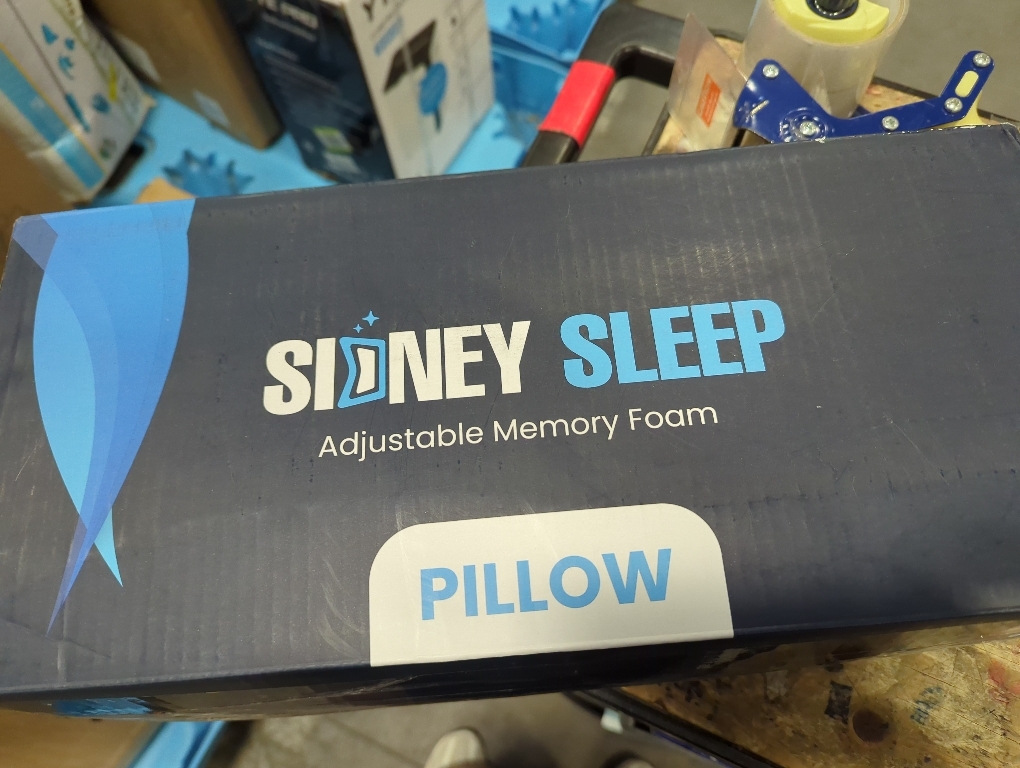 SIDNEY SLEEP
Adjustable Memory Foam
PILLOW